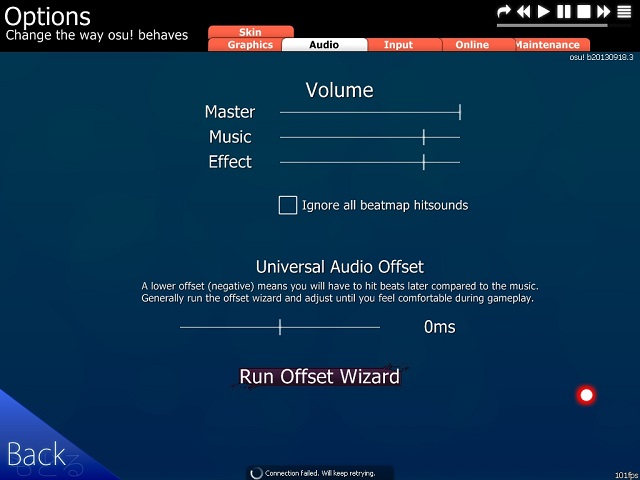 Options
Change the way osu! behaves
Skin
Graphics
Audio
Input
Online
Maintenance
osu! b20130918.3
Volume
Master
Music
Effect
Ignore all beatmap hitsounds
Universal Audio Offset
A lower offset (negative) means you will have to hit beats later compared to the music.
Generally run the offset wizard and adjust until you feel comfortable during gameplay.
0ms
Run Offset Wizard
Back
Connection failed. Will keep retrying.
101fps